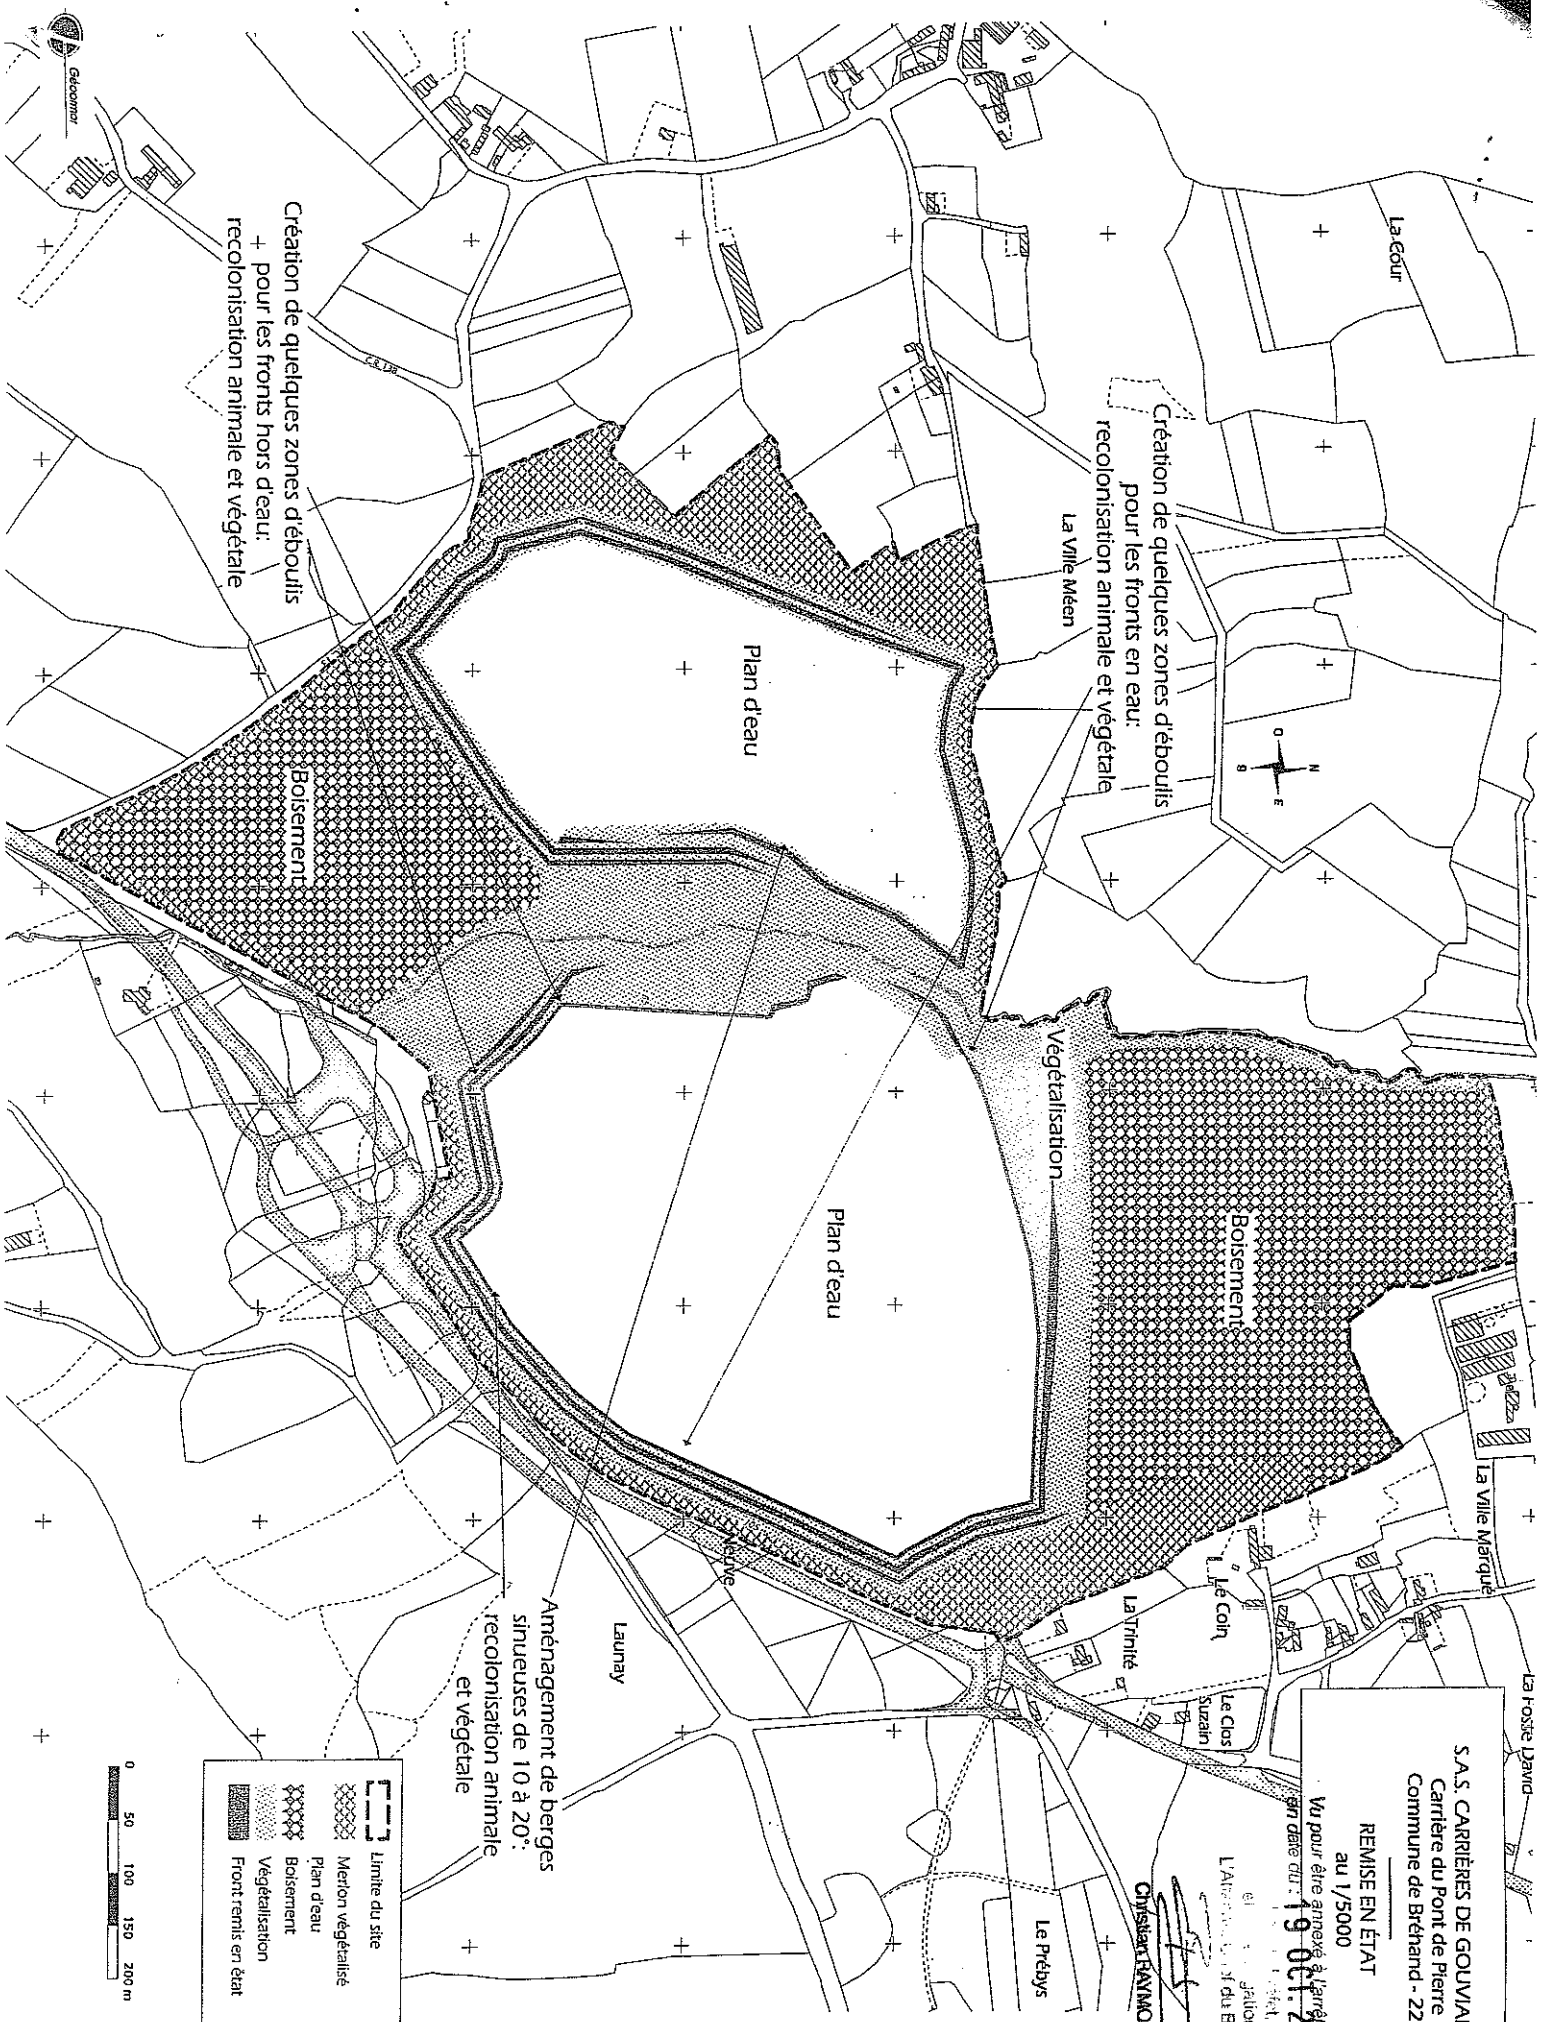 S.A.S. CARRIÈRES DE
Carrière du Pont de Pierre
Commune de Bréhand - 22
REMISE EN ÉTAT
au 1/5000
Vu pour être annexé à
en date du : 19 OCT.
Christian
La Fosse David
La Ville Marqué
La Cour
N
O
E
S
Création de quelques zones d'éboulis
pour les fronts en eau:
recolonisation animale et végétale
La Ville Méen
Végétalisation
Boisement
Le Coin
La Trinité
Le Clos
Suzain
Le Prébys
Plan d'eau
Plan d'eau
Neuve
Launay
Boisement
C.R. 138
Création de quelques zones d'éboulis
+ pour les fronts hors d'eau:
recolonisation animale et végétale
Aménagement de berges
sinueuses de 10 à 20°:
recolonisation animale
et végétale
Limite du site
Merlon végétalisé
Plan d'eau
Boisement
Végétalisation
Front remis en état
0 50 100 150 200 m
Géoarmor